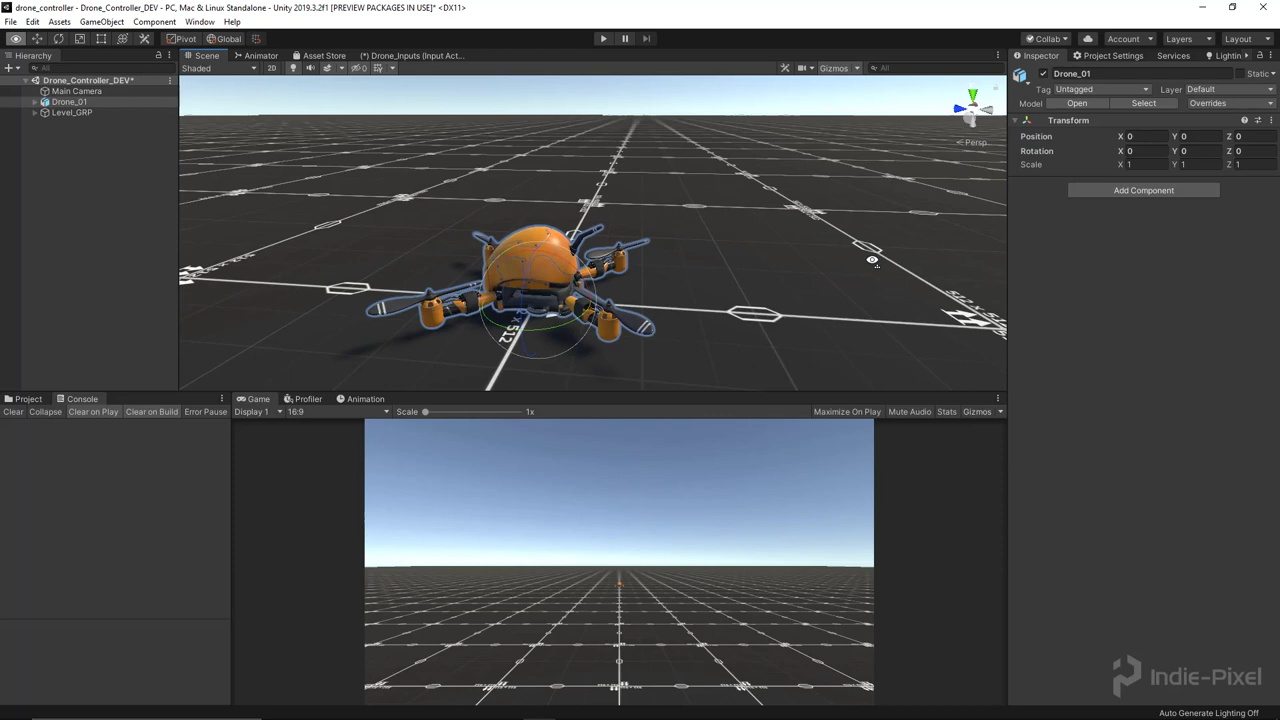 drone_controller - Drone_Controller_DEV - PC, Mac & Linux Standalone - Unity 2019.3.2f1 [PREVIEW PACKAGES IN USE]* <DX11>
File Edit Assets GameObject Component Window Help
Pivot Global Collab Account Layers Layout
Hierarchy Scene Animator Asset Store (*) Drone_Inputs (Input Act... Inspector Project Settings Services Lightin
All Shaded 2D 0 Gizmos All Drone_01 Static
Drone_Controller_DEV* Tag Untagged Layer Default
Main Camera Model Open Select Overrides
Drone_01 Transform
Level_GRP Position X 0 Y 0 Z 0
Persp Rotation X 0 Y 0 Z 0
Scale X 1 Y 1 Z 1
Add Component
512 x 512
x 512
Project Console Game Profiler Animation
Clear Collapse Clear on Play Clear on Build Error Pause Display 1 16:9 Scale 1x Maximize On Play Mute Audio Stats Gizmos
Indie-Pixel
Auto Generate Lighting Off